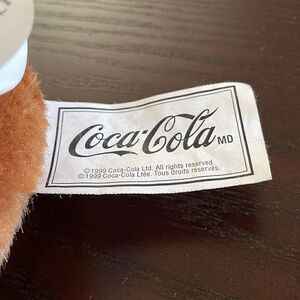 Coca-Cola MD
©1999 Coca-Cola Ltd. All rights reserved.
©1999 Coca-Cola Ltée. Tous droits réservés.